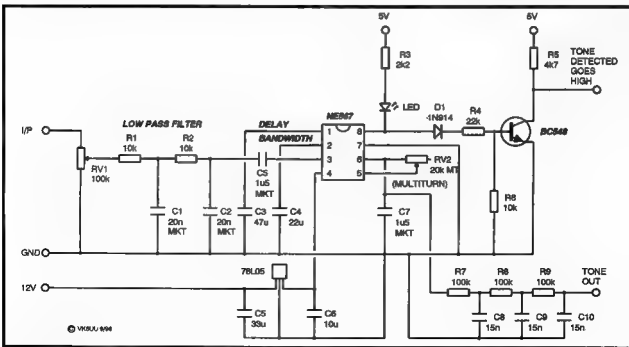 5V
5V
R3
2k2
R5
4k7
TONE
DETECTED
GOES
HIGH
I/P
LOW PASS FILTER
DELAY
BANDWIDTH
NE567
LED
D1
1N914
R4
22k
BC548
R1
10k
R2
10k
RV1
100k
C5
1u5
MKT
1
2
3
4
8
7
6
5
RV2
20k MT
(MULTITURN)
R6
10k
C1
20n
MKT
C2
20n
MKT
C3
47u
C4
22u
C7
1u5
MKT
GND
12V
78L05
C5
33u
C6
10u
R7
100k
R8
100k
R9
100k
TONE
OUT
C8
15n
C9
15n
C10
15n